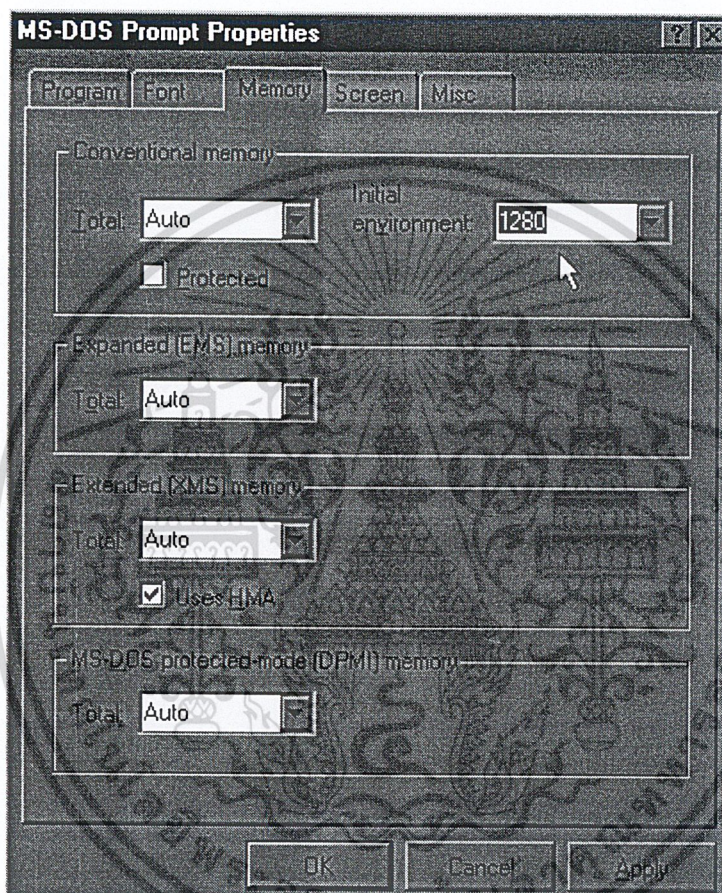 MS-DOS Prompt Properties
Program Font Memory Screen Misc
Conventional memory
Total: Auto
Initial
environment: 1280
Protected
Expanded (EMS) memory
Total: Auto
Extended (XMS) memory
Total: Auto
Uses HMA
MS-DOS protected-mode (DPMI) memory
Total: Auto
OK Cancel Apply